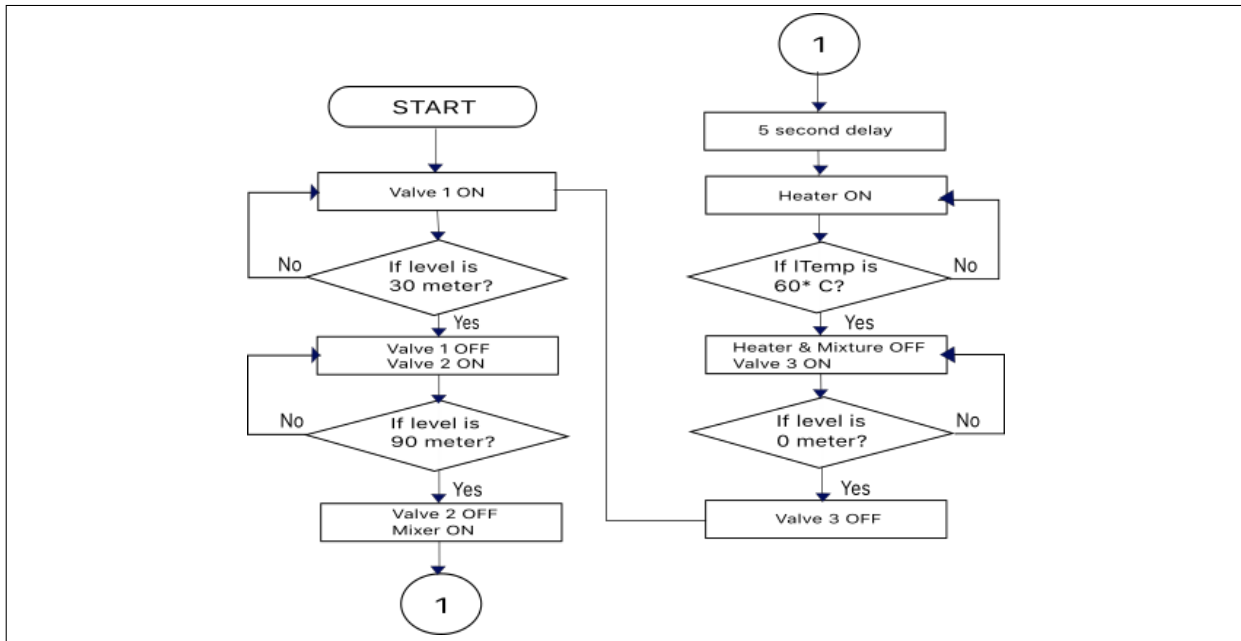 START
Valve 1 ON
If level is
30 meter?
No
Yes
Valve 1 OFF
Valve 2 ON
If level is
90 meter?
No
Yes
Valve 2 OFF
Mixer ON
1
1
5 second delay
Heater ON
If lTemp is
60* C?
No
Yes
Heater & Mixture OFF
Valve 3 ON
If level is
0 meter?
No
Yes
Valve 3 OFF